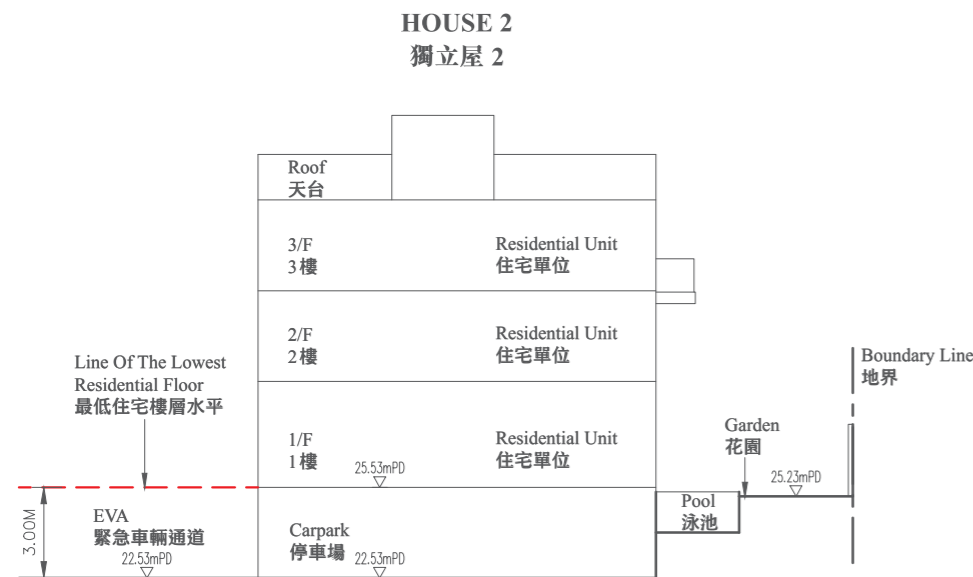 HOUSE 2
獨立屋 2
Roof
天台
3/F
3樓
Residential Unit
住宅單位
2/F
2樓
Residential Unit
住宅單位
Line Of The Lowest
Residential Floor
最低住宅樓層水平
Boundary Line
地界
1/F
1樓
25.53mPD
Residential Unit
住宅單位
Garden
花園
25.23mPD
3.00M
EVA
緊急車輛通道
22.53mPD
Carpark
停車場
22.53mPD
Pool
泳池